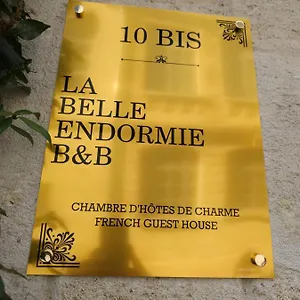 10 BIS
LA
BELLE
ENDORMIE
B&B
CHAMBRE D'HÔTES DE CHARME
FRENCH GUEST HOUSE